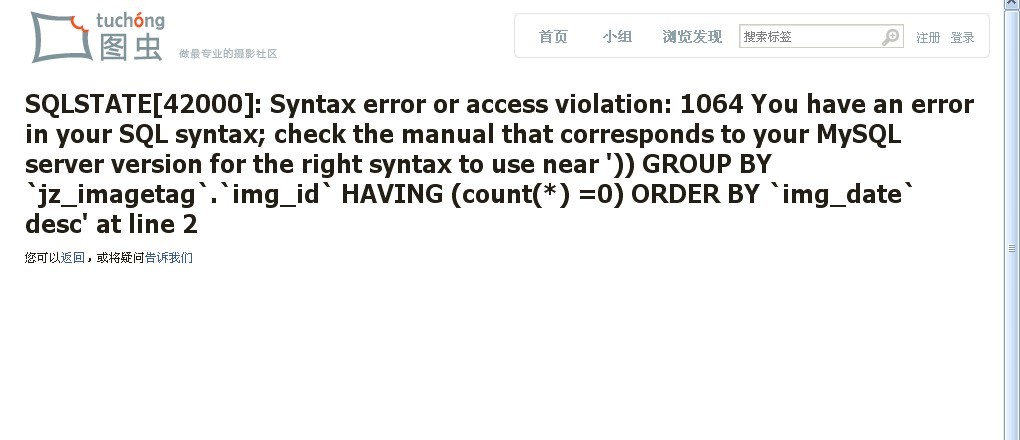 tuchóng
图虫
做最专业的摄影社区
首页 小组 浏览发现 搜索标签 注册 登录
SQLSTATE[42000]: Syntax error or access violation: 1064 You have an error
in your SQL syntax; check the manual that corresponds to your MySQL
server version for the right syntax to use near ')) GROUP BY
`jz_imagetag`.`img_id` HAVING (count(*) =0) ORDER BY `img_date`
desc' at line 2
您可以返回，或将疑问告诉我们